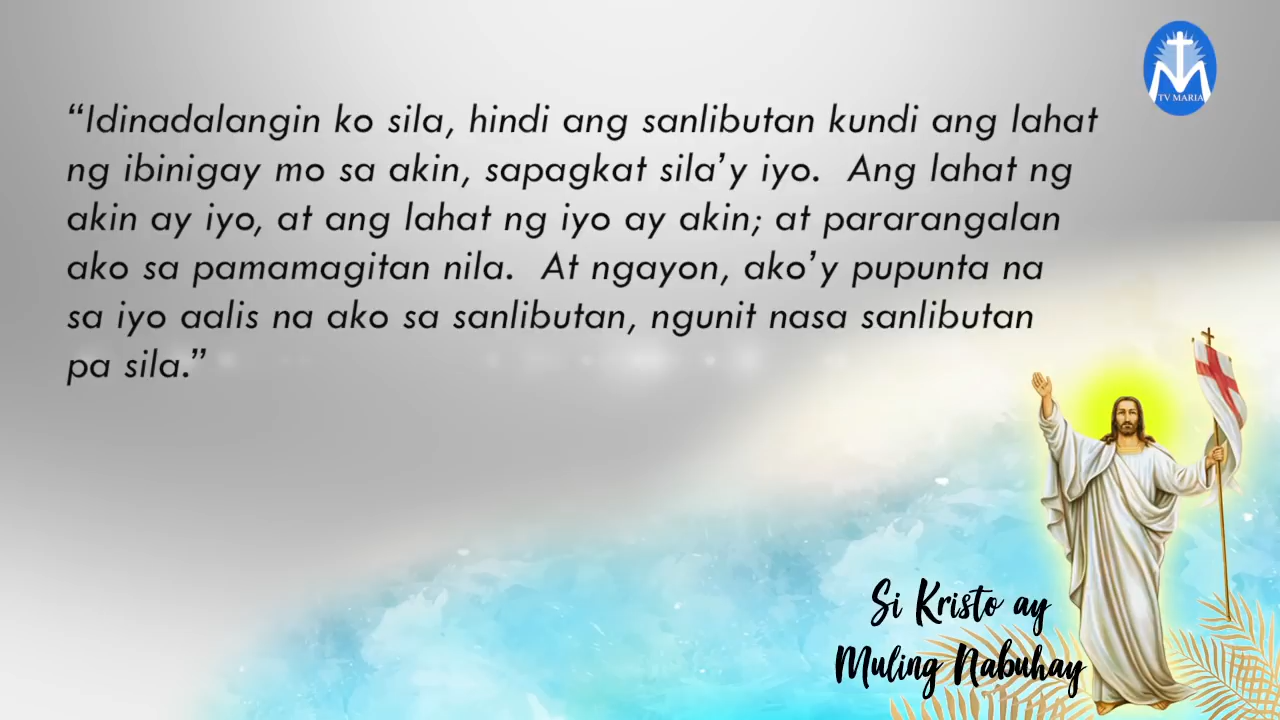 TV MARIA
“Idinadalangin ko sila, hindi ang sanlibutan kundi ang lahat
ng ibinigay mo sa akin, sapagkat sila’y iyo.  Ang lahat ng
akin ay iyo, at ang lahat ng iyo ay akin; at pararangalan
ako sa pamamagitan nila.  At ngayon, ako’y pupunta na
sa iyo aalis na ako sa sanlibutan, ngunit nasa sanlibutan
pa sila.”
Si Kristo ay
Muling Nabuhay